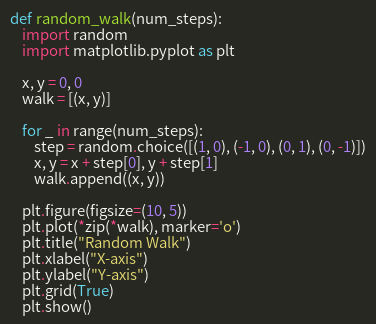 def random_walk(num_steps):
    import random
    import matplotlib.pyplot as plt

    x, y = 0, 0
    walk = [(x, y)]

    for _ in range(num_steps):
        step = random.choice([(1, 0), (-1, 0), (0, 1), (0, -1)])
        x, y = x + step[0], y + step[1]
        walk.append((x, y))

    plt.figure(figsize=(10, 5))
    plt.plot(*zip(*walk), marker='o')
    plt.title("Random Walk")
    plt.xlabel("X-axis")
    plt.ylabel("Y-axis")
    plt.grid(True)
    plt.show()